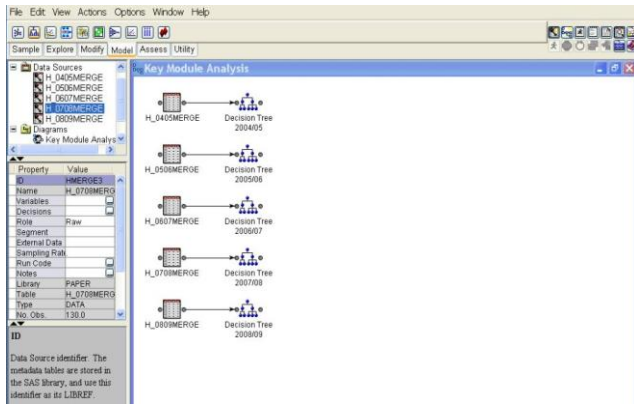 File Edit View Actions Options Window Help
Sample Explore Modify Model Assess Utility
Data Sources
H_0405MERGE
H_0506MERGE
H_0607MERGE
H_0708MERGE
H_0809MERGE
Diagrams
Key Module Analys
Property Value
ID HMERGE3
Name H_0708MERG
Variables
Decisions
Role Raw
Segment
External Data
Sampling Rat
Run Code
Notes
Library PAPER
Table H_0708MERG
Type DATA
No. Obs. 130.0
ID
Data Source identifier. The
metadata tables are stored in
the SAS library, and use this
identifier as its LIBREF.
Key Module Analysis
H_0405MERGE Decision Tree
2004/05
H_0506MERGE Decision Tree
2005/06
H_0607MERGE Decision Tree
2006/07
H_0708MERGE Decision Tree
2007/08
H_0809MERGE Decision Tree
2008/09